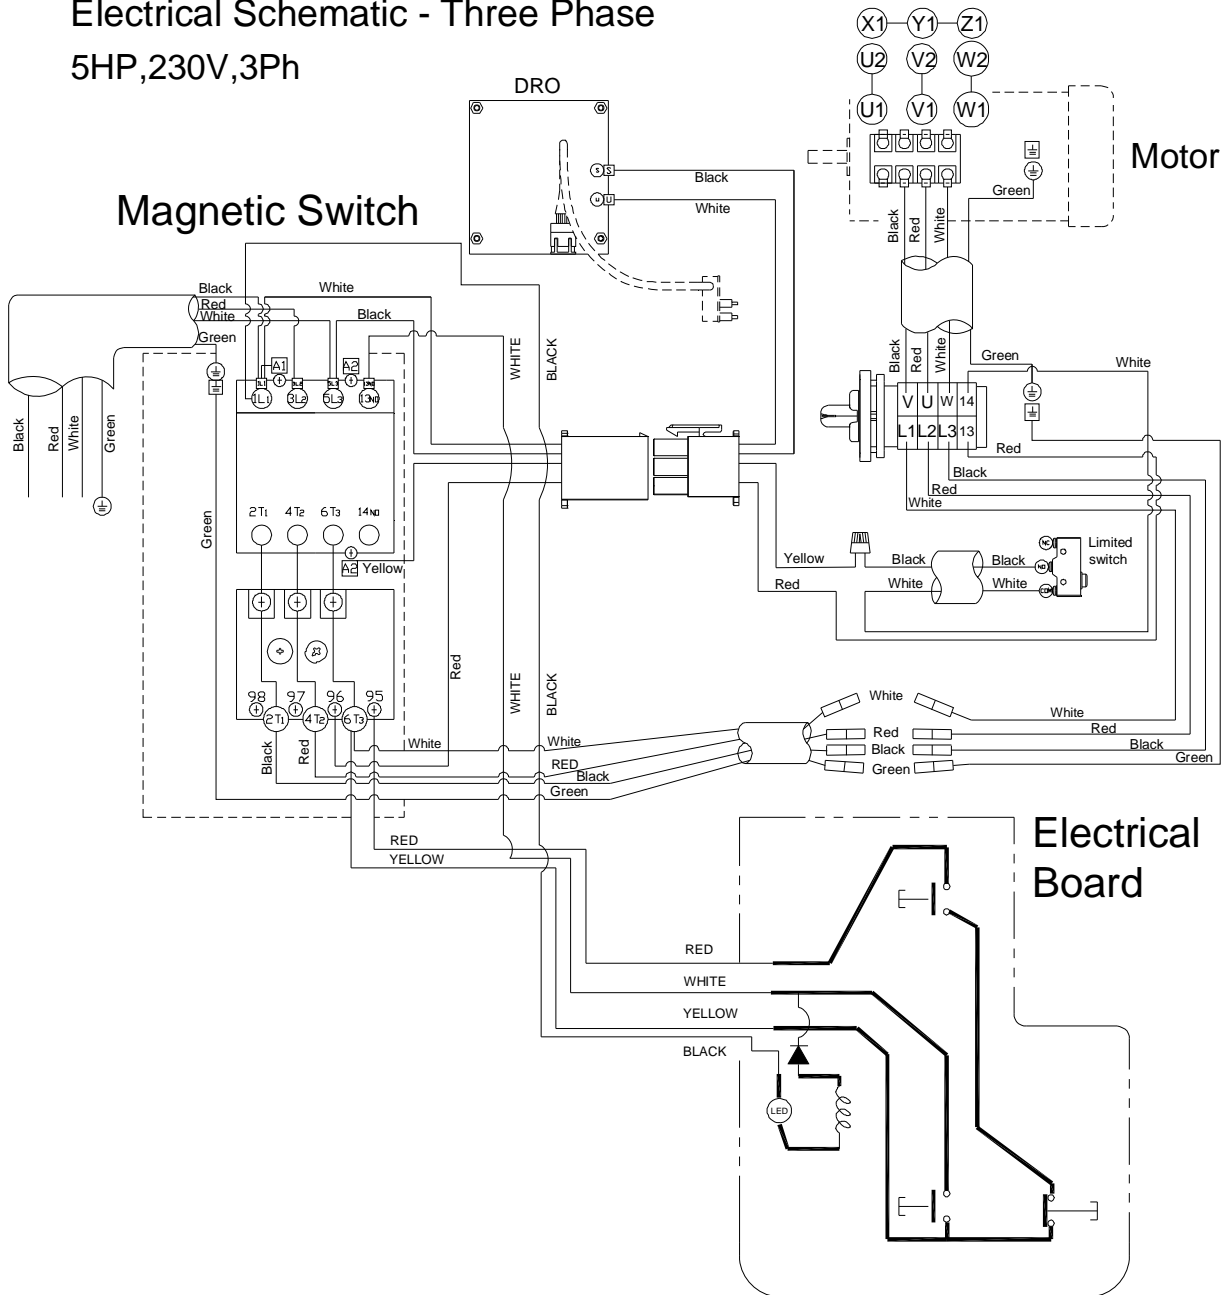 Electrical Schematic - Three Phase
5HP,230V,3Ph
X1
Y1
Z1
U2
V2
W2
U1
V1
W1
DRO
Motor
S
S
u
U
Black
White
Green
Black
Red
White
Magnetic Switch
Black
Red
White
Green
White
Black
A1
A2
1L1
3L2
5L3
13NO
WHITE
BLACK
Black
Red
White
Green
Black
Red
White
Green
White
V
U
W
14
L1
L2
L3
13
Red
Black
Red
White
2T1
4T2
6T3
14NO
A2
Yellow
Green
Yellow
Red
Black
White
Black
White
NC
NO
COM
Limited
switch
98
97
96
95
2T1
4T2
6T3
Red
WHITE
BLACK
Black
Red
White
White
RED
Black
Green
White
Red
Black
Green
White
Red
Black
Green
RED
YELLOW
Electrical
Board
RED
WHITE
YELLOW
BLACK
LED